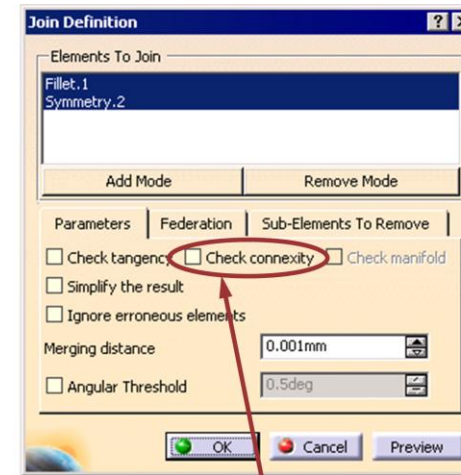 Join Definition
Elements To Join
Fillet.1
Symmetry.2
Add Mode Remove Mode
Parameters Federation Sub-Elements To Remove
Check tangency Check connexity Check manifold
Simplify the result
Ignore erroneous elements
Merging distance 0.001mm
Angular Threshold 0.5deg
OK Cancel Preview